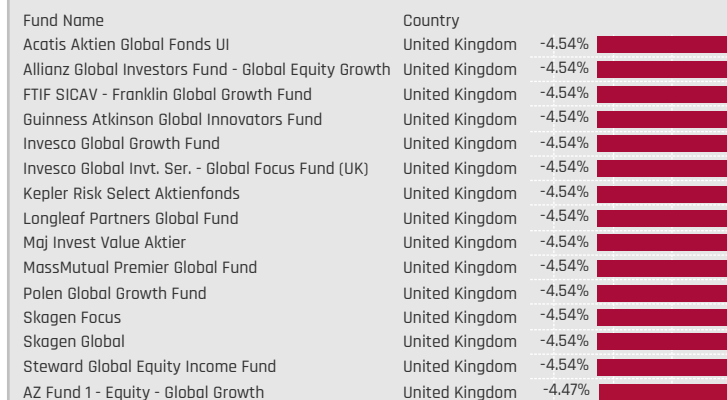 Fund Name Country
Acatis Aktien Global Fonds UI United Kingdom -4.54%
Allianz Global Investors Fund - Global Equity Growth United Kingdom -4.54%
FTIF SICAV - Franklin Global Growth Fund United Kingdom -4.54%
Guinness Atkinson Global Innovators Fund United Kingdom -4.54%
Invesco Global Growth Fund United Kingdom -4.54%
Invesco Global Invt. Ser. - Global Focus Fund (UK) United Kingdom -4.54%
Kepler Risk Select Aktienfonds United Kingdom -4.54%
Longleaf Partners Global Fund United Kingdom -4.54%
Maj Invest Value Aktier United Kingdom -4.54%
MassMutual Premier Global Fund United Kingdom -4.54%
Polen Global Growth Fund United Kingdom -4.54%
Skagen Focus United Kingdom -4.54%
Skagen Global United Kingdom -4.54%
Steward Global Equity Income Fund United Kingdom -4.54%
AZ Fund 1 - Equity - Global Growth United Kingdom -4.47%